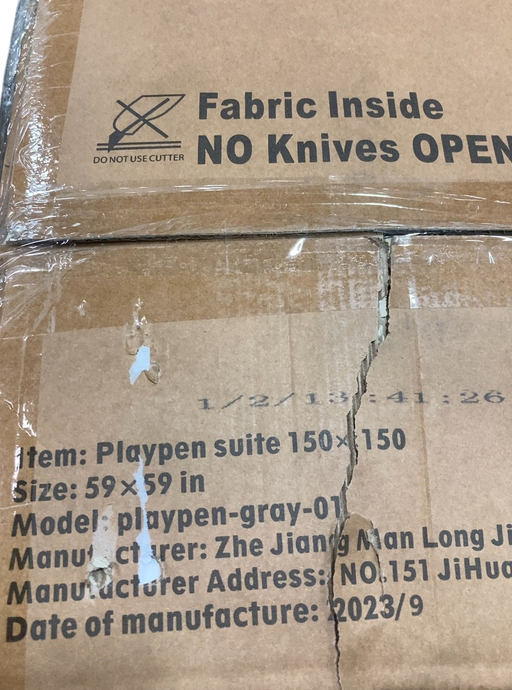 Fabric Inside
DO NOT USE CUTTER
NO Knives OPEN
1/2/13:41:26
Item: Playpen suite 150×150
Size: 59×59 in
Model: playpen-gray-01
Manufacturer: Zhe Jiang Man Long Ji
Manufacturer Address: NO.151 JiHua
Date of manufacture: 2023/9